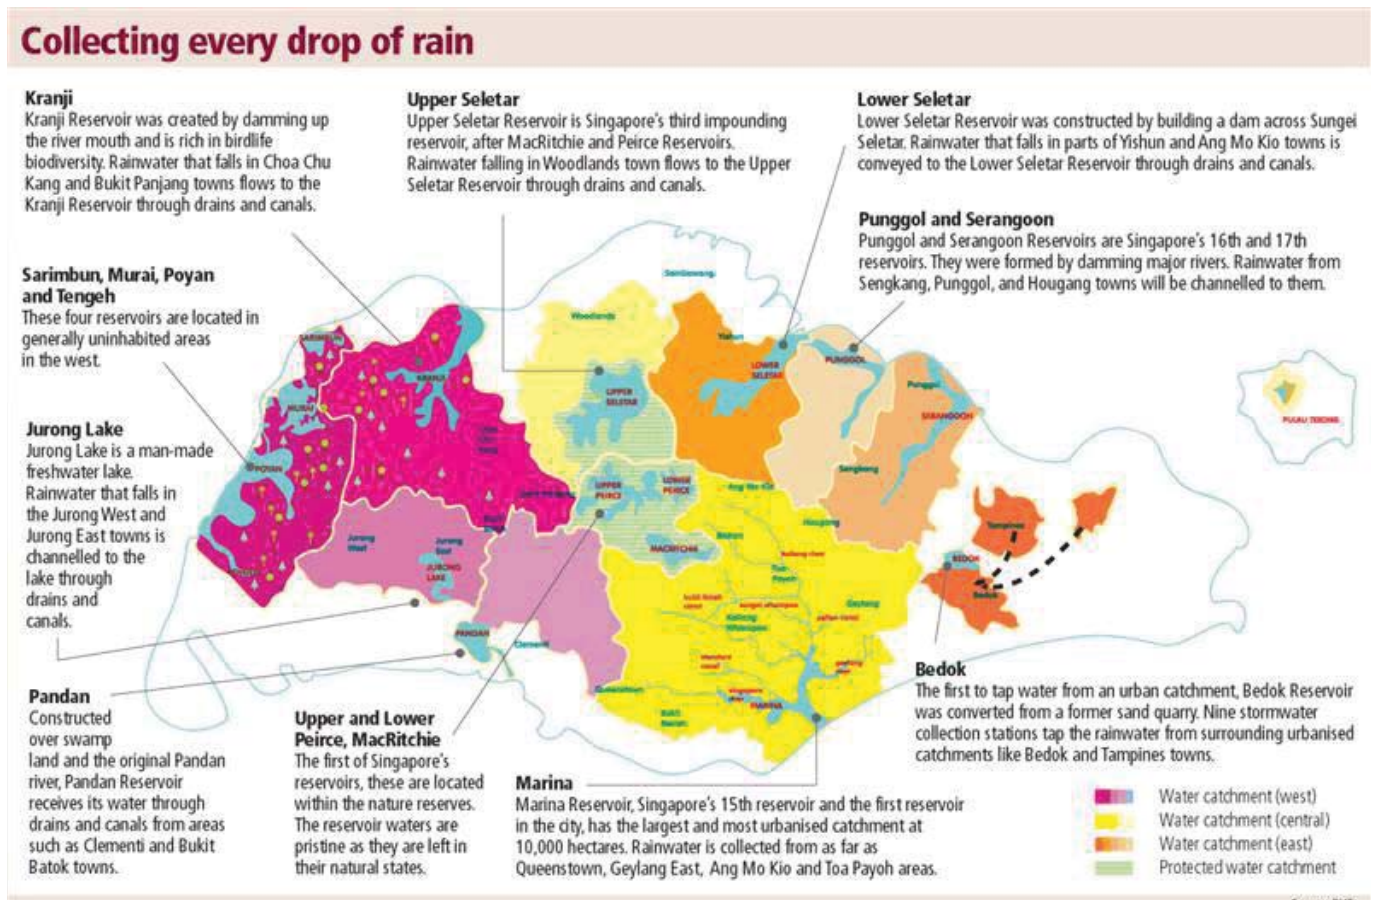 Collecting every drop of rain
Kranji
Kranji Reservoir was created by damming up
the river mouth and is rich in birdlife
biodiversity. Rainwater that falls in Choa Chu
Kang and Bukit Panjang towns flows to the
Kranji Reservoir through drains and canals.
Upper Seletar
Upper Seletar Reservoir is Singapore's third impounding
reservoir, after MacRitchie and Peirce Reservoirs.
Rainwater falling in Woodlands town flows to the Upper
Seletar Reservoir through drains and canals.
Lower Seletar
Lower Seletar Reservoir was constructed by building a dam across Sungei
Seletar. Rainwater that falls in parts of Yishun and Ang Mo Kio towns is
conveyed to the Lower Seletar Reservoir through drains and canals.
Punggol and Serangoon
Punggol and Serangoon Reservoirs are Singapore's 16th and 17th
reservoirs. They were formed by damming major rivers. Rainwater from
Sengkang, Punggol, and Hougang towns will be channelled to them.
Sarimbun, Murai, Poyan
and Tengeh
These four reservoirs are located in
generally uninhabited areas
in the west.
Jurong Lake
Jurong Lake is a man-made
freshwater lake.
Rainwater that falls in
the Jurong West and
Jurong East towns is
channelled to the
lake through
drains and
canals.
Sembawang
Woodlands
SARIMBUN
KRANJI
MURAI
POYAN
UPPER
SELETAR
Yishun
LOWER
SELETAR
PUNGGOL
Punggol
SERANGOON
Sengkang
PULAU TEKONG
UPPER
PEIRCE
LOWER
PEIRCE
MACRITCHIE
Ang Mo Kio
Hougang
Bishan
Toa
Payoh
Geylang
Kallang
Whampoa
Jurong
West
Jurong
East
JURONG
LAKE
PANDAN
Clementi
Queenstown
Bukit
Merah
MARINA
Tampines
BEDOK
Bedok
Pandan
Constructed
over swamp
land and the original Pandan
river, Pandan Reservoir
receives its water through
drains and canals from areas
such as Clementi and Bukit
Batok towns.
Upper and Lower
Peirce, MacRitchie
The first of Singapore's
reservoirs, these are located
within the nature reserves.
The reservoir waters are
pristine as they are left in
their natural states.
Marina
Marina Reservoir, Singapore's 15th reservoir and the first reservoir
in the city, has the largest and most urbanised catchment at
10,000 hectares. Rainwater is collected from as far as
Queenstown, Geylang East, Ang Mo Kio and Toa Payoh areas.
Bedok
The first to tap water from an urban catchment, Bedok Reservoir
was converted from a former sand quarry. Nine stormwater
collection stations tap the rainwater from surrounding urbanised
catchments like Bedok and Tampines towns.
Water catchment (west)
Water catchment (central)
Water catchment (east)
Protected water catchment